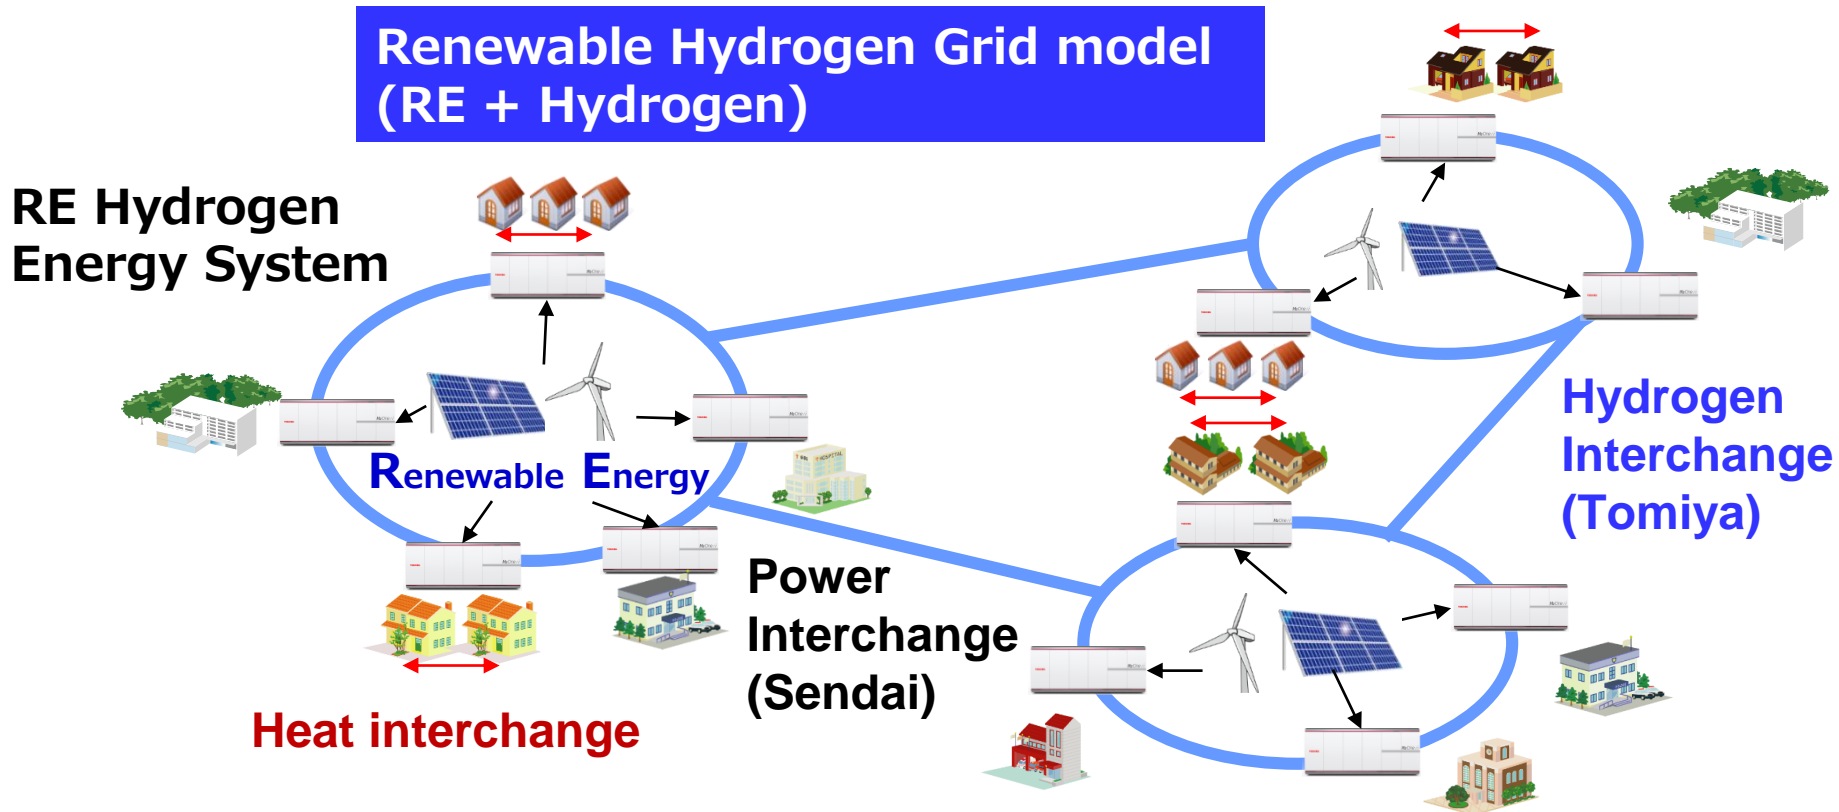 Renewable Hydrogen Grid model
(RE + Hydrogen)
RE Hydrogen
Energy System
Renewable Energy
Power
Interchange
(Sendai)
Heat interchange
Hydrogen
Interchange
(Tomiya)
HOSPITAL